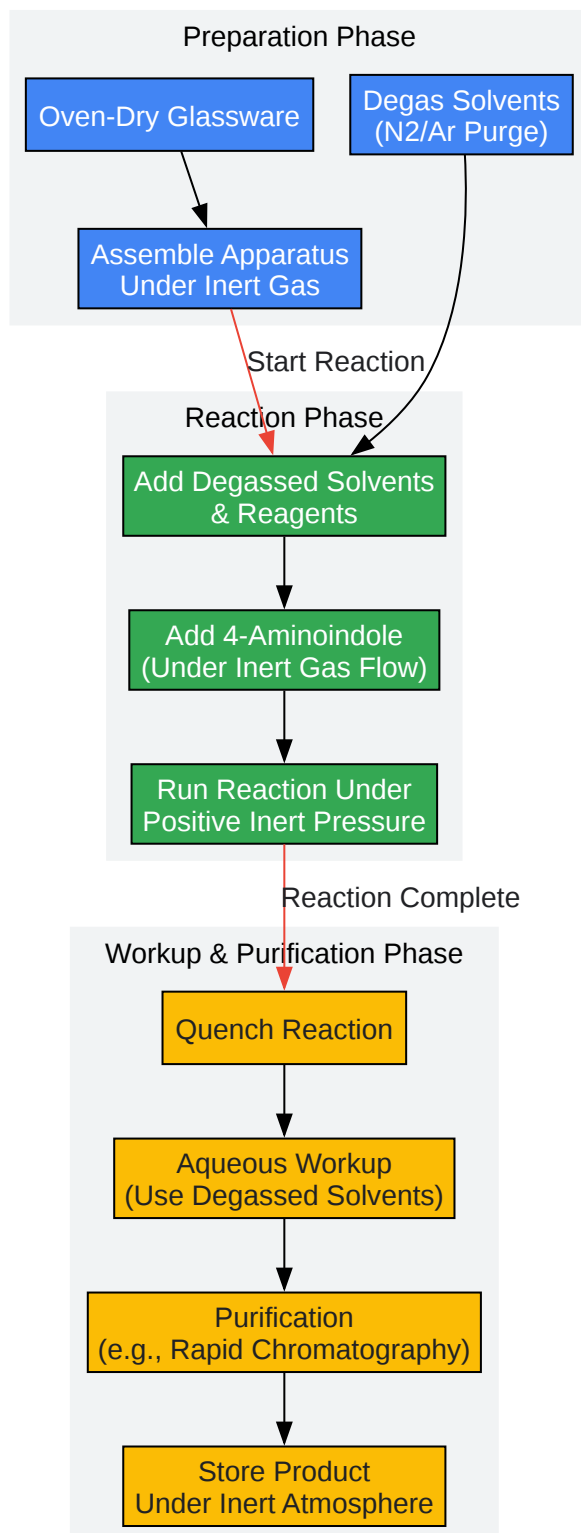 Preparation Phase
Oven-Dry Glassware
Degas Solvents
(N2/Ar Purge)
Assemble Apparatus
Under Inert Gas
Start Reaction
Reaction Phase
Add Degassed Solvents
& Reagents
Add 4-Aminoindole
(Under Inert Gas Flow)
Run Reaction Under
Positive Inert Pressure
Reaction Complete
Workup & Purification Phase
Quench Reaction
Aqueous Workup
(Use Degassed Solvents)
Purification
(e.g., Rapid Chromatography)
Store Product
Under Inert Atmosphere